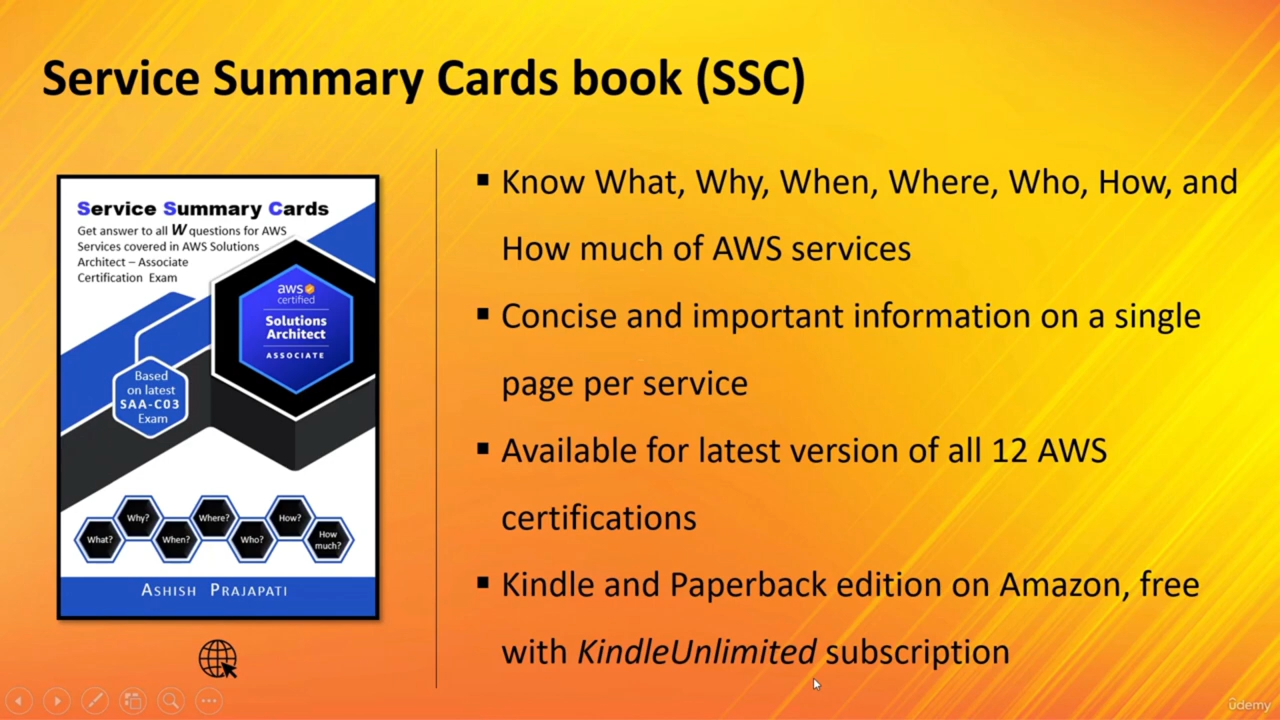 Service Summary Cards book (SSC)
Service Summary Cards
Get answer to all W questions for AWS
Services covered in AWS Solutions
Architect – Associate
Certification Exam
aws
certified
Solutions
Architect
ASSOCIATE
Based
on latest
SAA-C03
Exam
What?
Why?
When?
Where?
Who?
How?
How
much?
ASHISH PRAJAPATI
▪ Know What, Why, When, Where, Who, How, and
How much of AWS services
▪ Concise and important information on a single
page per service
▪ Available for latest version of all 12 AWS
certifications
▪ Kindle and Paperback edition on Amazon, free
with KindleUnlimited subscription
ûdemy